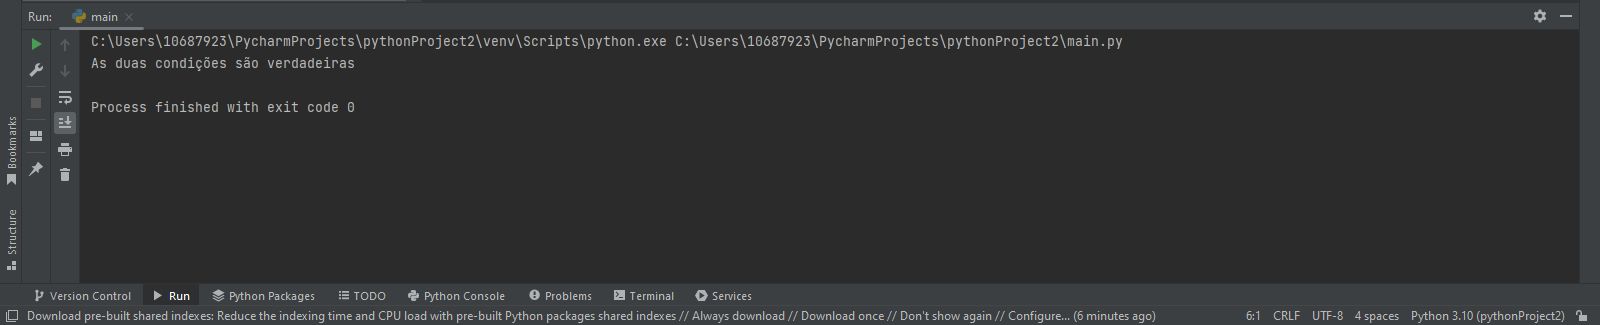 Run: main
C:\Users\10687923\PycharmProjects\pythonProject2\venv\Scripts\python.exe C:\Users\10687923\PycharmProjects\pythonProject2\main.py
As duas condições são verdadeiras
Process finished with exit code 0
Bookmarks
Structure
Version Control Run Python Packages TODO Python Console Problems Terminal Services
Download pre-built shared indexes: Reduce the indexing time and CPU load with pre-built Python packages shared indexes // Always download // Download once // Don't show again // Configure... (6 minutes ago) 6:1 CRLF UTF-8 4 spaces Python 3.10 (pythonProject2)